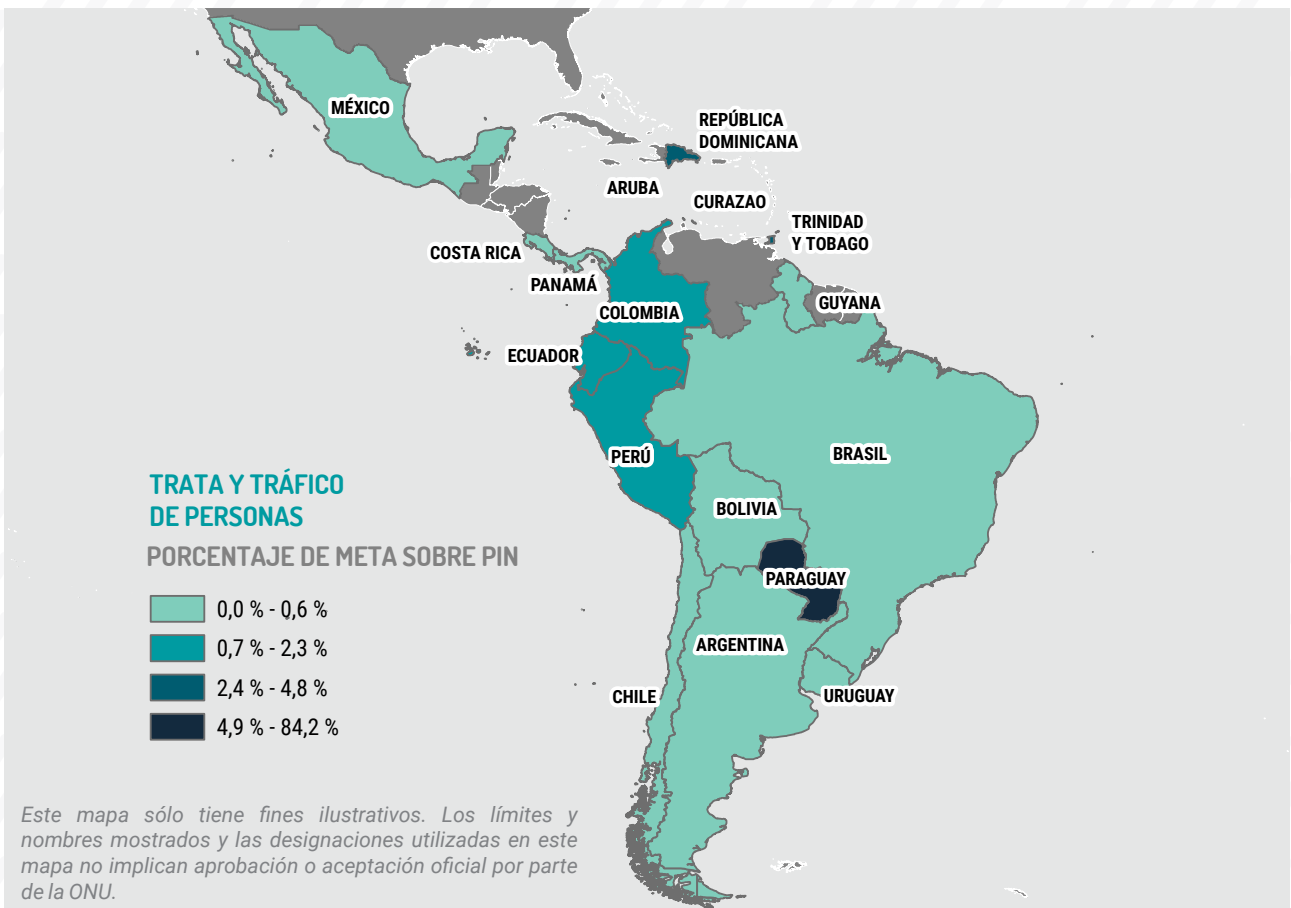 MÉXICO
REPÚBLICA
DOMINICANA
ARUBA
CURAZAO
TRINIDAD
Y TOBAGO
COSTA RICA
PANAMÁ
GUYANA
COLOMBIA
ECUADOR
PERÚ
BRASIL
BOLIVIA
PARAGUAY
ARGENTINA
CHILE
URUGUAY
TRATA Y TRÁFICO
DE PERSONAS
PORCENTAJE DE META SOBRE PIN
0,0 % - 0,6 %
0,7 % - 2,3 %
2,4 % - 4,8 %
4,9 % - 84,2 %
Este mapa sólo tiene fines ilustrativos. Los límites y
nombres mostrados y las designaciones utilizadas en este
mapa no implican aprobación o aceptación oficial por parte
de la ONU.